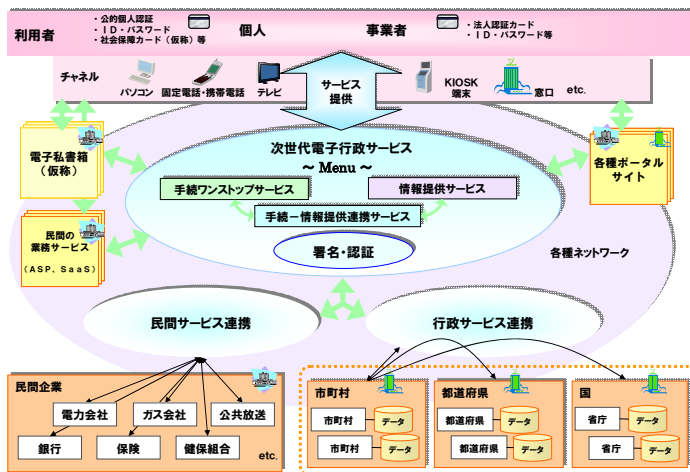 利用者
・公的個人認証
・ＩＤ・パスワード
・社会保障カード（仮称）等
個人
事業者
・法人認証カード
・ＩＤ・パスワード等
チャネル
パソコン
固定電話・携帯電話
テレビ
サービス
提供
KIOSK
端末
窓口
etc.
電子私書箱
（仮称）
次世代電子行政サービス
～ Menu ～
手続ワンストップサービス
情報提供サービス
手続－情報提供連携サービス
署名・認証
各種ポータル
サイト
民間の
業務サービス
（ＡＳＰ、ＳａａＳ）
各種ネットワーク
民間サービス連携
行政サービス連携
民間企業
電力会社
ガス会社
公共放送
銀行
保険
健保組合
etc.
市町村
市町村
データ
市町村
データ
都道府県
都道府県
データ
都道府県
データ
国
省庁
データ
省庁
データ